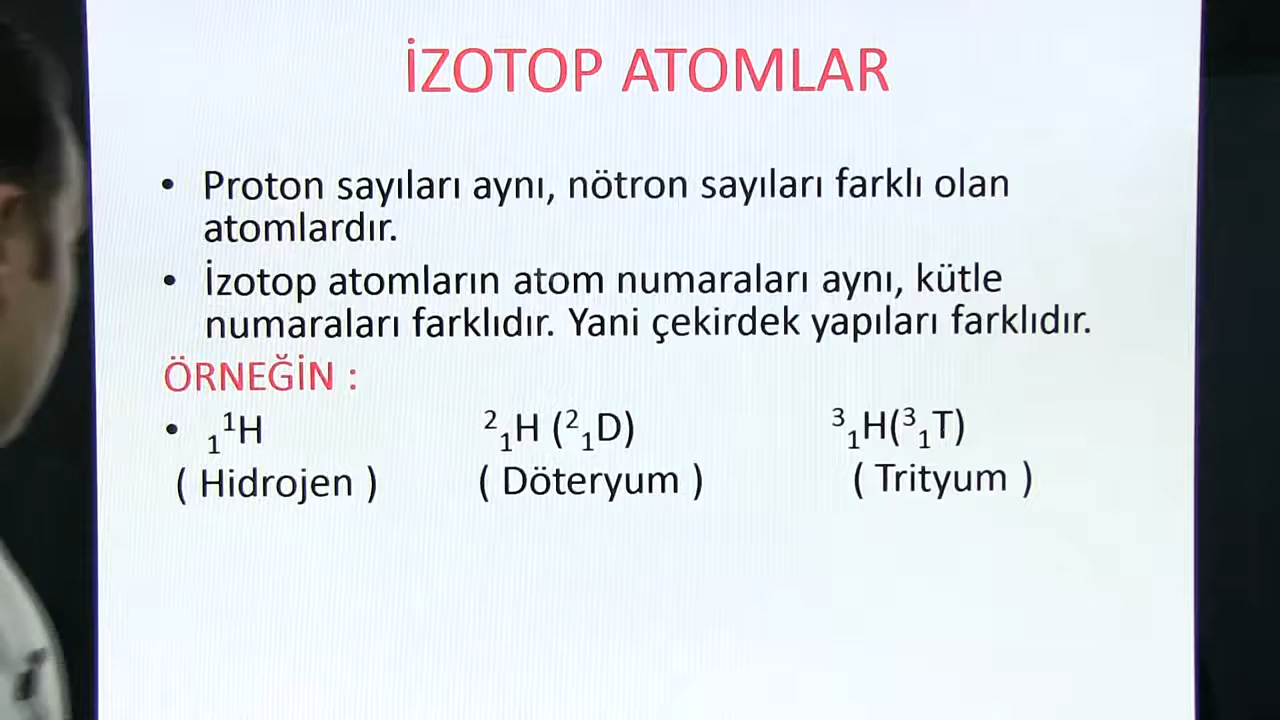 İZOTOP ATOMLAR
• Proton sayıları aynı, nötron sayıları farklı olan
atomlardır.
• İzotop atomların atom numaraları aynı, kütle
numaraları farklıdır. Yani çekirdek yapıları farklıdır.
ÖRNEĞİN :
• ₁¹H ²₁H (²₁D) ³₁H(³₁T)
( Hidrojen ) ( Döteryum ) ( Trityum )